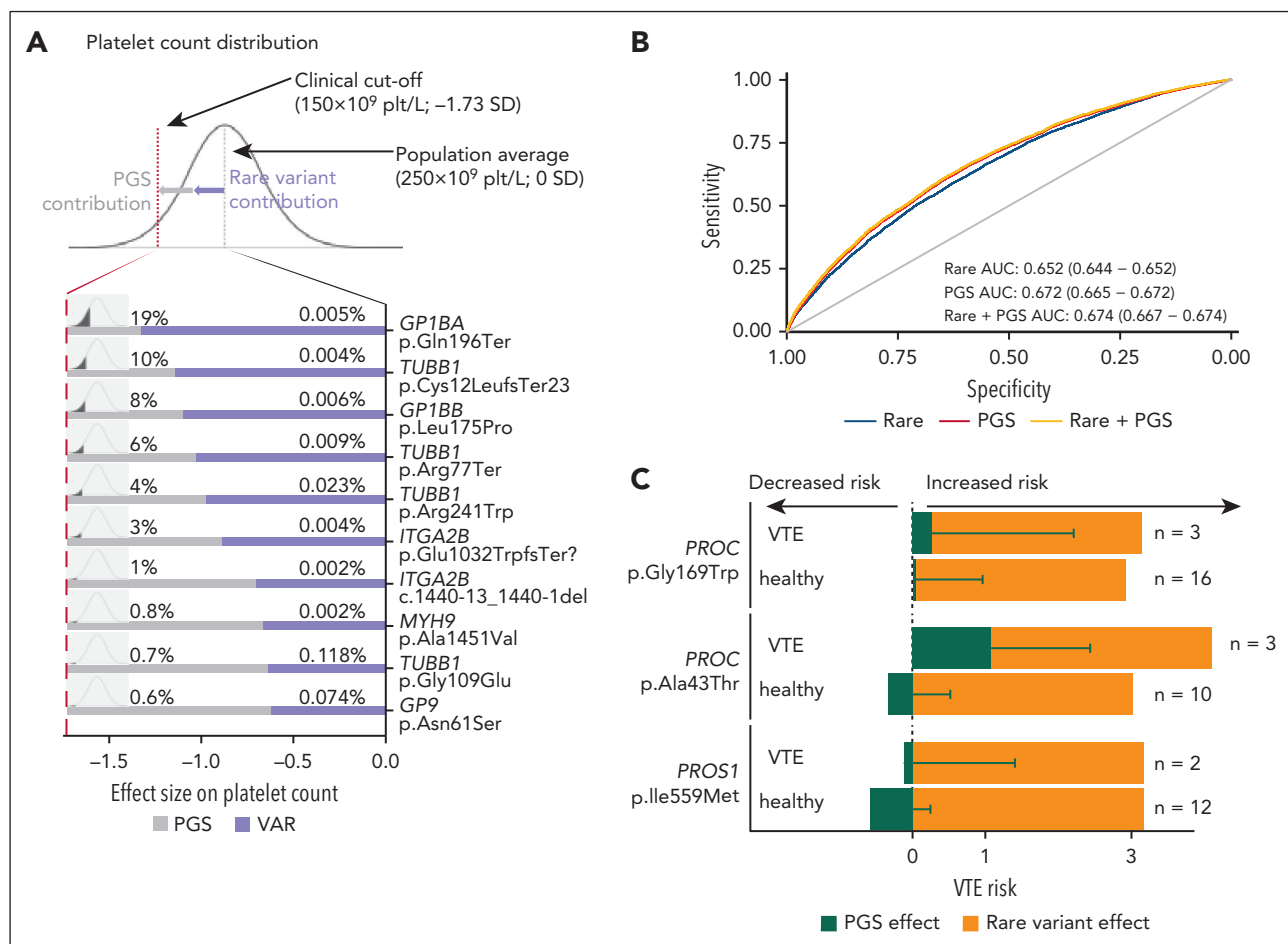 A
Platelet count distribution
Clinical cut-off
(150×10⁹ plt/L; –1.73 SD)
Population average
(250×10⁹ plt/L; 0 SD)
PGS
contribution
Rare variant
contribution
19% 0.005% GP1BA
p.Gln196Ter
10% 0.004% TUBB1
p.Cys12LeufsTer23
8% 0.006% GP1BB
p.Leu175Pro
6% 0.009% TUBB1
p.Arg77Ter
4% 0.023% TUBB1
p.Arg241Trp
3% 0.004% ITGA2B
p.Glu1032TrpfsTer?
1% 0.002% ITGA2B
c.1440-13_1440-1del
0.8% 0.002% MYH9
p.Ala1451Val
0.7% 0.118% TUBB1
p.Gly109Glu
0.6% 0.074% GP9
p.Asn61Ser
–1.5 –1.0 –0.5 0.0
Effect size on platelet count
PGS VAR
B
1.00
0.75
0.50
0.25
0.00
Sensitivity
Rare AUC: 0.652 (0.644 – 0.652)
PGS AUC: 0.672 (0.665 – 0.672)
Rare + PGS AUC: 0.674 (0.667 – 0.674)
1.00 0.75 0.50 0.25 0.00
Specificity
Rare PGS Rare + PGS
C
Decreased risk Increased risk
PROC
p.Gly169Trp
VTE n = 3
healthy n = 16
PROC
p.Ala43Thr
VTE n = 3
healthy n = 10
PROS1
p.Ile559Met
VTE n = 2
healthy n = 12
0 1 3
VTE risk
PGS effect Rare variant effect